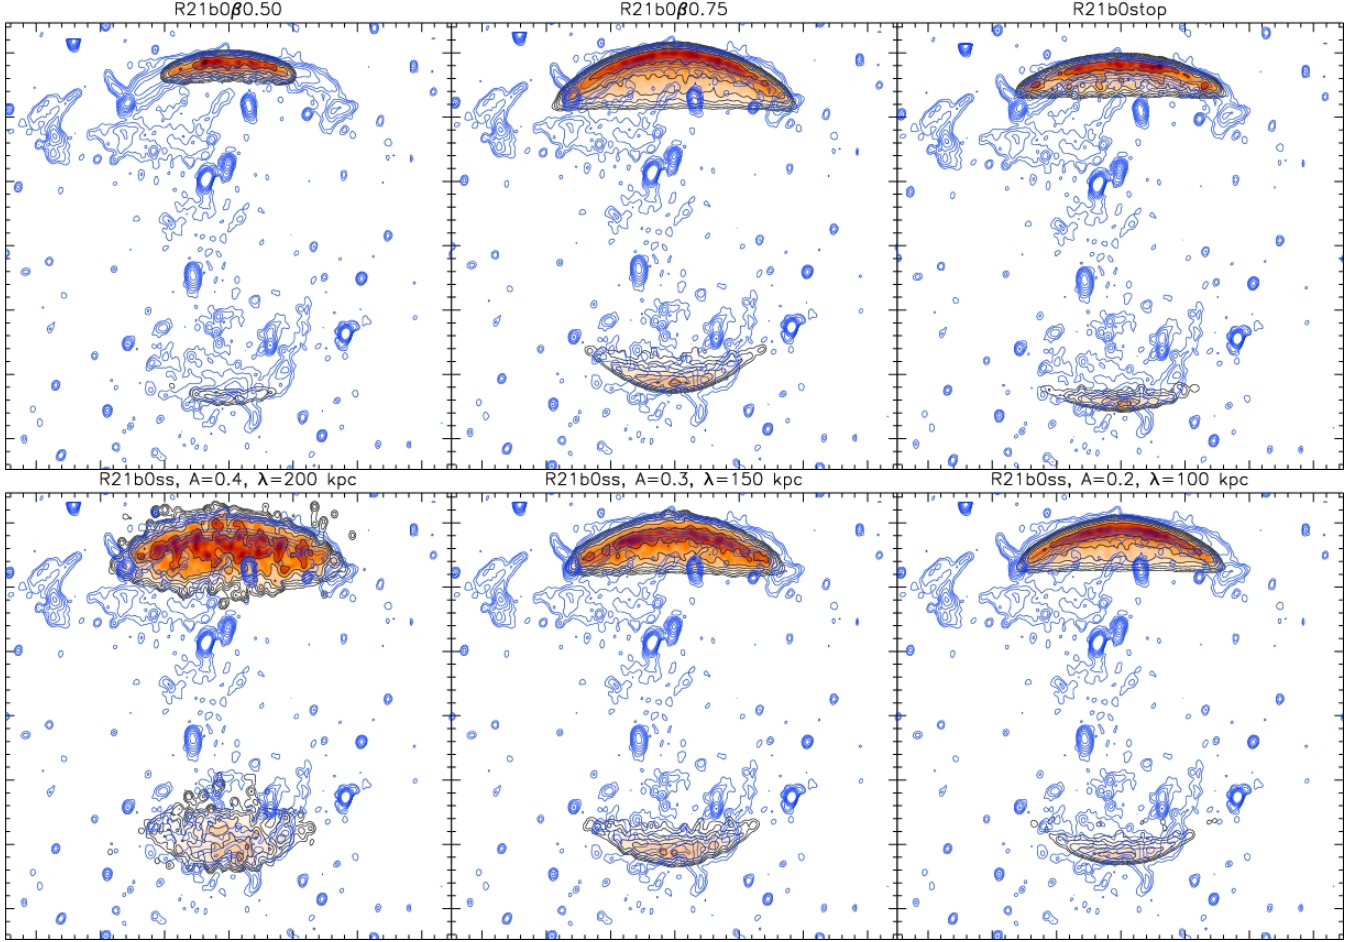 R21b0β0.50
R21b0β0.75
R21b0stop
R21b0ss, A=0.4, λ=200 kpc
R21b0ss, A=0.3, λ=150 kpc
R21b0ss, A=0.2, λ=100 kpc